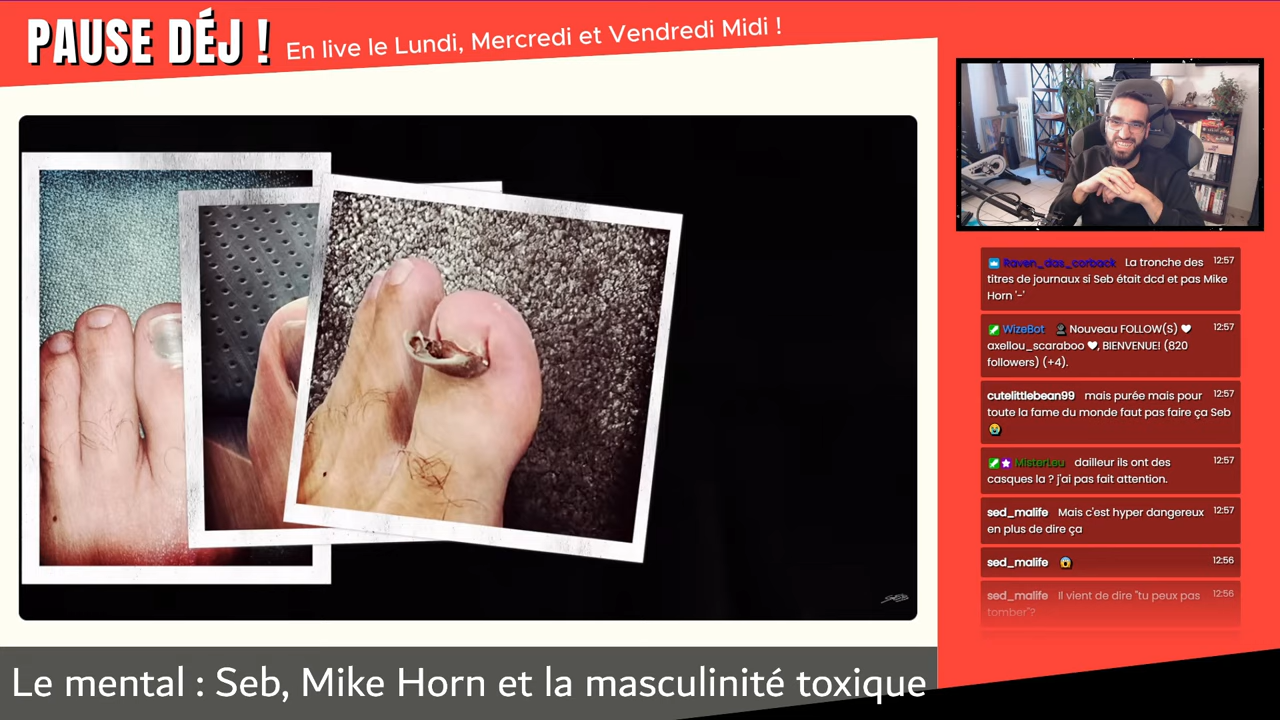 PAUSE DÉJ !
En live le Lundi, Mercredi et Vendredi Midi !
Raven_das_corback La tronche des 12:57
titres de journaux si Seb était dcd et pas Mike
Horn '-'
WizeBot Nouveau FOLLOW(S) ♥ 12:57
axellou_scaraboo ♥, BIENVENUE! (820
followers) (+4).
cutelittlebean99 mais purée mais pour 12:57
toute la fame du monde faut pas faire ça Seb
😭
MisterLeu dailleur ils ont des 12:57
casques la ? j'ai pas fait attention.
sed_malife Mais c'est hyper dangereux 12:57
en plus de dire ça
sed_malife 😱 12:56
sed_malife Il vient de dire "tu peux pas 12:56
tomber"?
SEB
Le mental : Seb, Mike Horn et la masculinité toxique